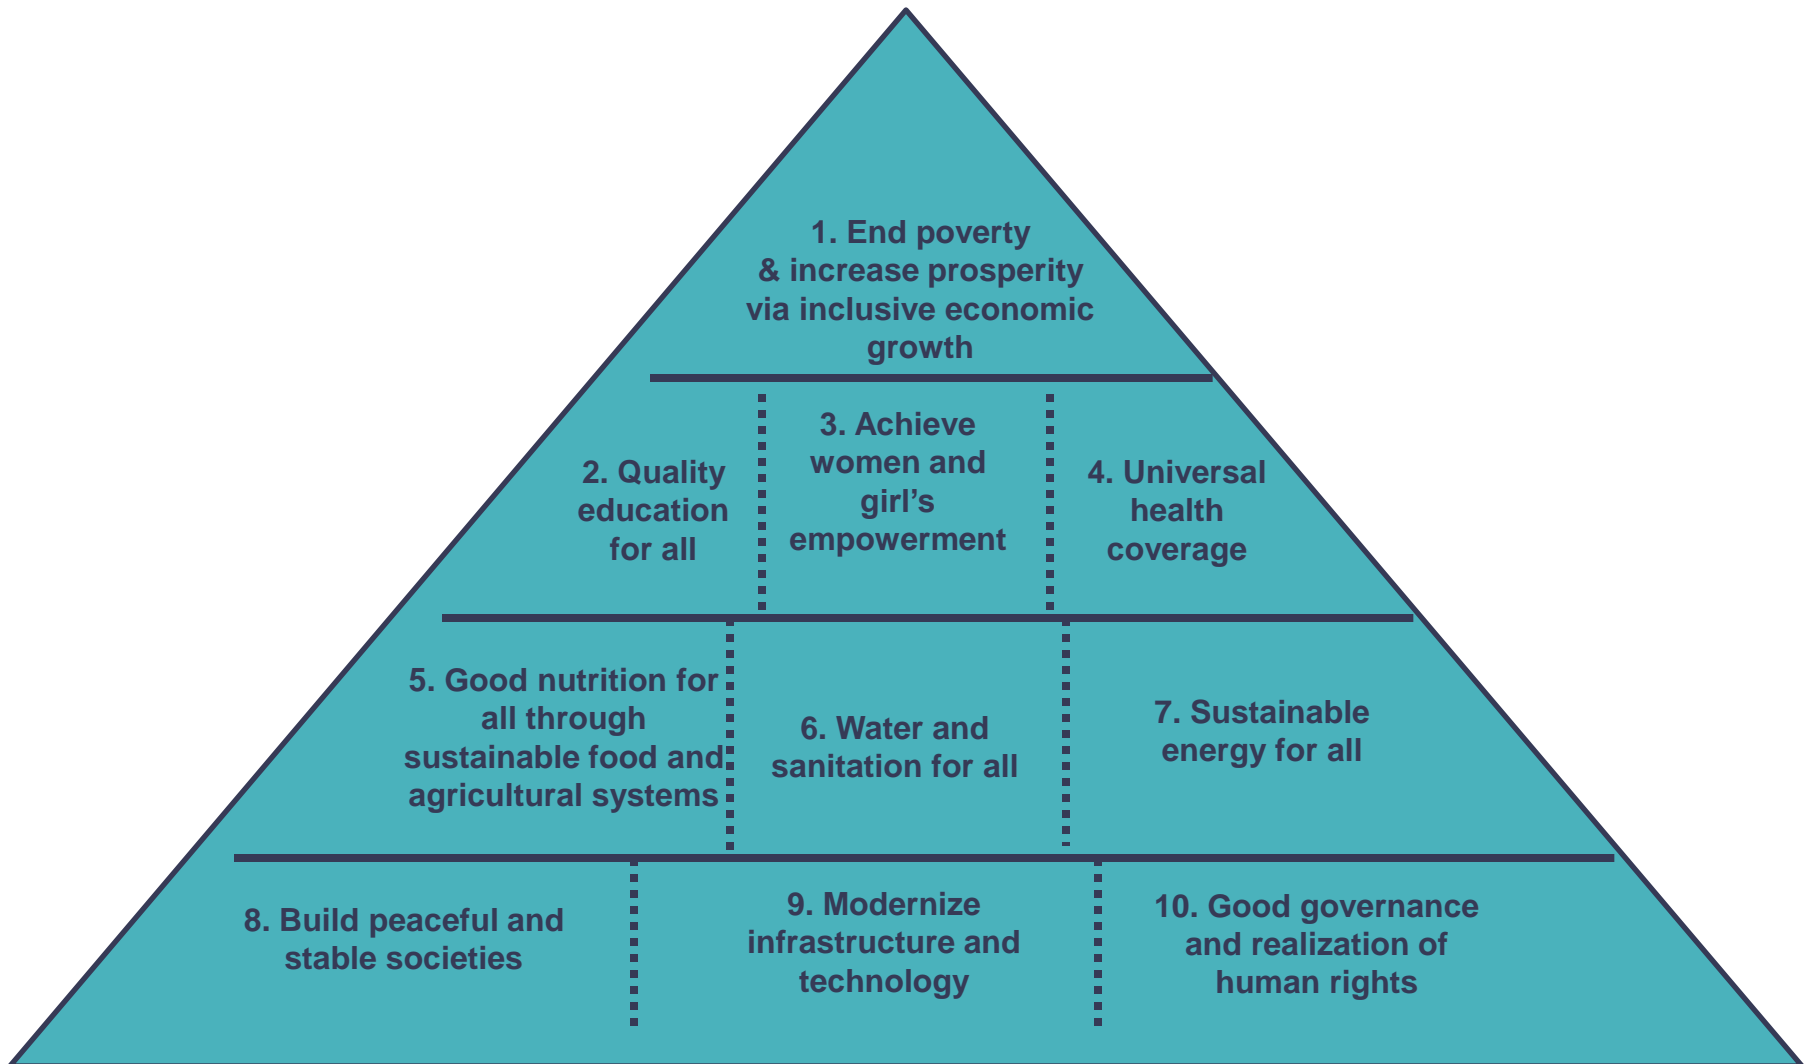 1. End poverty
& increase prosperity
via inclusive economic
growth
2. Quality
education
for all
3. Achieve
women and
girl’s
empowerment
4. Universal
health
coverage
5. Good nutrition for
all through
sustainable food and
agricultural systems
6. Water and
sanitation for all
7. Sustainable
energy for all
8. Build peaceful and
stable societies
9. Modernize
infrastructure and
technology
10. Good governance
and realization of
human rights